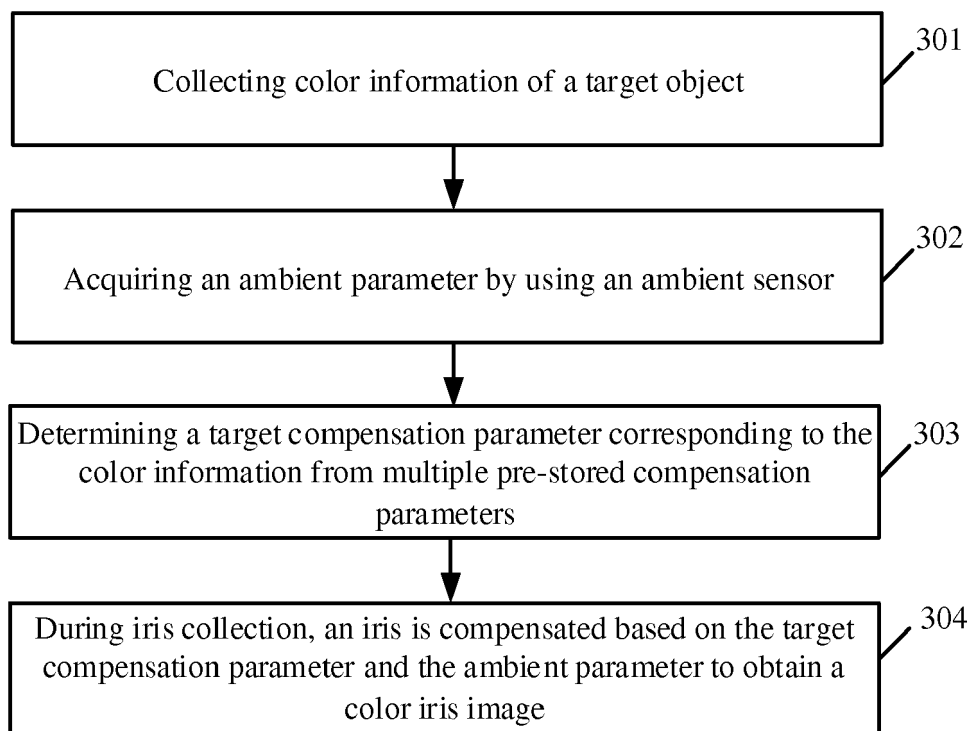 301
Collecting color information of a target object
302
Acquiring an ambient parameter by using an ambient sensor
303
Determining a target compensation parameter corresponding to the
color information from multiple pre-stored compensation
parameters
304
During iris collection, an iris is compensated based on the target
compensation parameter and the ambient parameter to obtain a
color iris image